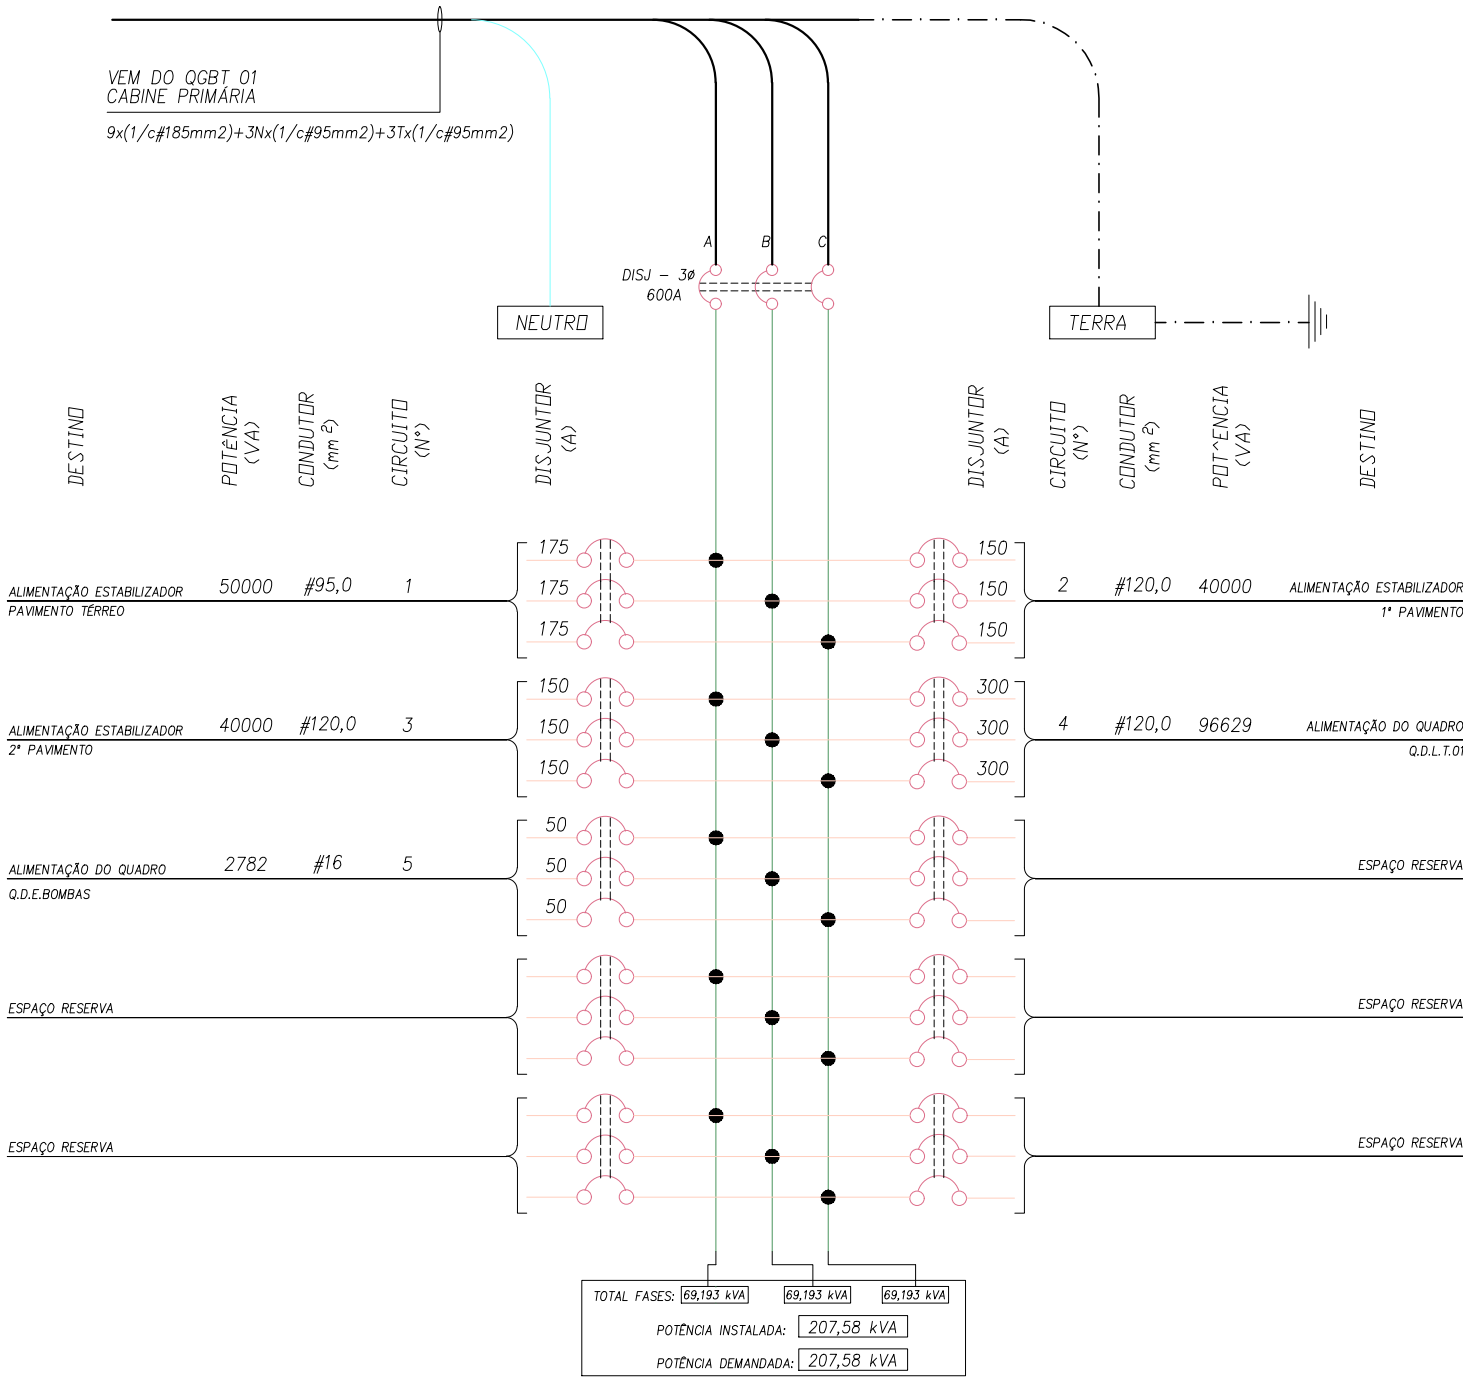 VEM DO QGBT 01
CABINE PRIMÁRIA
9x(1/c#185mm2)+3Nx(1/c#95mm2)+3Tx(1/c#95mm2)
A B C
DISJ - 3ø
600A
NEUTRO
TERRA
DESTINO
POTÊNCIA
(VA)
CONDUTOR
(mm²)
CIRCUITO
(N°)
DISJUNTOR
(A)
DISJUNTOR
(A)
CIRCUITO
(N°)
CONDUTOR
(mm²)
POT^ENCIA
(VA)
DESTINO
175
175
175
ALIMENTAÇÃO ESTABILIZADOR 50000 #95,0 1
PAVIMENTO TÉRREO
150
150
150
2 #120,0 40000 ALIMENTAÇÃO ESTABILIZADOR
1º PAVIMENTO
150
150
150
ALIMENTAÇÃO ESTABILIZADOR 40000 #120,0 3
2º PAVIMENTO
300
300
300
4 #120,0 96629 ALIMENTAÇÃO DO QUADRO
Q.D.L.T.01
50
50
50
ALIMENTAÇÃO DO QUADRO 2782 #16 5
Q.D.E.BOMBAS
ESPAÇO RESERVA
ESPAÇO RESERVA
ESPAÇO RESERVA
ESPAÇO RESERVA
ESPAÇO RESERVA
TOTAL FASES: 69,193 kVA 69,193 kVA 69,193 kVA
POTÊNCIA INSTALADA: 207,58 kVA
POTÊNCIA DEMANDADA: 207,58 kVA